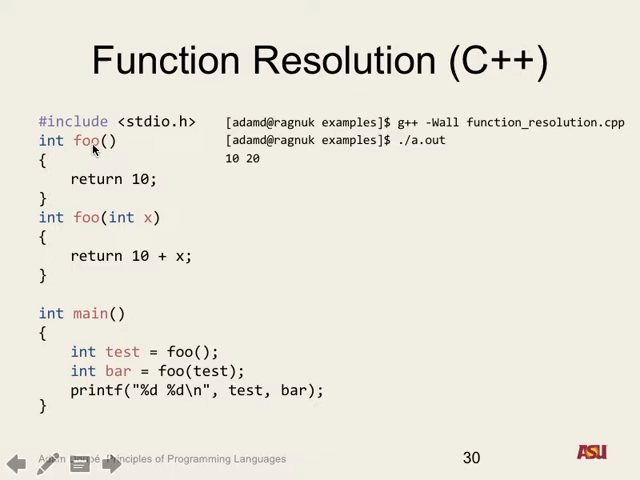 Function Resolution (C++)
#include <stdio.h>
int foo()
{
return 10;
}
int foo(int x)
{
return 10 + x;
}
int main()
{
int test = foo();
int bar = foo(test);
printf("%d %d\n", test, bar);
}
[adamd@ragnuk examples]$ g++ -Wall function_resolution.cpp
[adamd@ragnuk examples]$ ./a.out
10 20
Adam Doupé, Principles of Programming Languages
30
ASU